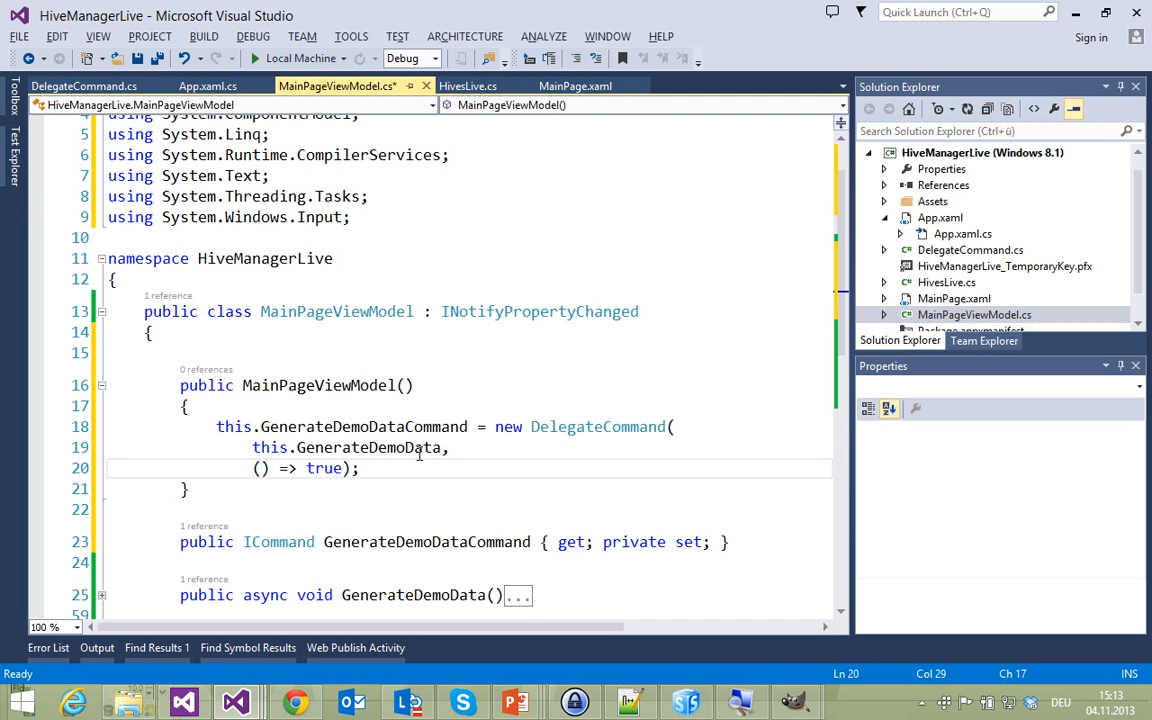 HiveManagerLive - Microsoft Visual Studio
Quick Launch (Ctrl+Q)
FILE EDIT VIEW PROJECT BUILD DEBUG TEAM TOOLS TEST ARCHITECTURE ANALYZE WINDOW HELP
Sign in
Local Machine Debug
Toolbox
Test Explorer
DelegateCommand.cs App.xaml.cs MainPageViewModel.cs* HivesLive.cs MainPage.xaml
HiveManagerLive.MainPageViewModel MainPageViewModel()
using System.ComponentModel;
5 using System.Linq;
6 using System.Runtime.CompilerServices;
7 using System.Text;
8 using System.Threading.Tasks;
9 using System.Windows.Input;
10
11 namespace HiveManagerLive
12 {
1 reference
13 public class MainPageViewModel : INotifyPropertyChanged
14 {
15
0 references
16 public MainPageViewModel()
17 {
18 this.GenerateDemoDataCommand = new DelegateCommand(
19 this.GenerateDemoData,
20 () => true);
21 }
22
1 reference
23 public ICommand GenerateDemoDataCommand { get; private set; }
24
1 reference
25 public async void GenerateDemoData()...
59
100 %
Solution Explorer
Search Solution Explorer (Ctrl+ü)
HiveManagerLive (Windows 8.1)
Properties
References
Assets
App.xaml
App.xaml.cs
DelegateCommand.cs
HiveManagerLive_TemporaryKey.pfx
HivesLive.cs
MainPage.xaml
MainPageViewModel.cs
Package.appxmanifest
Solution Explorer Team Explorer
Properties
Error List Output Find Results 1 Find Symbol Results Web Publish Activity
Ready Ln 20 Col 29 Ch 17 INS
DEU
15:13
04.11.2013